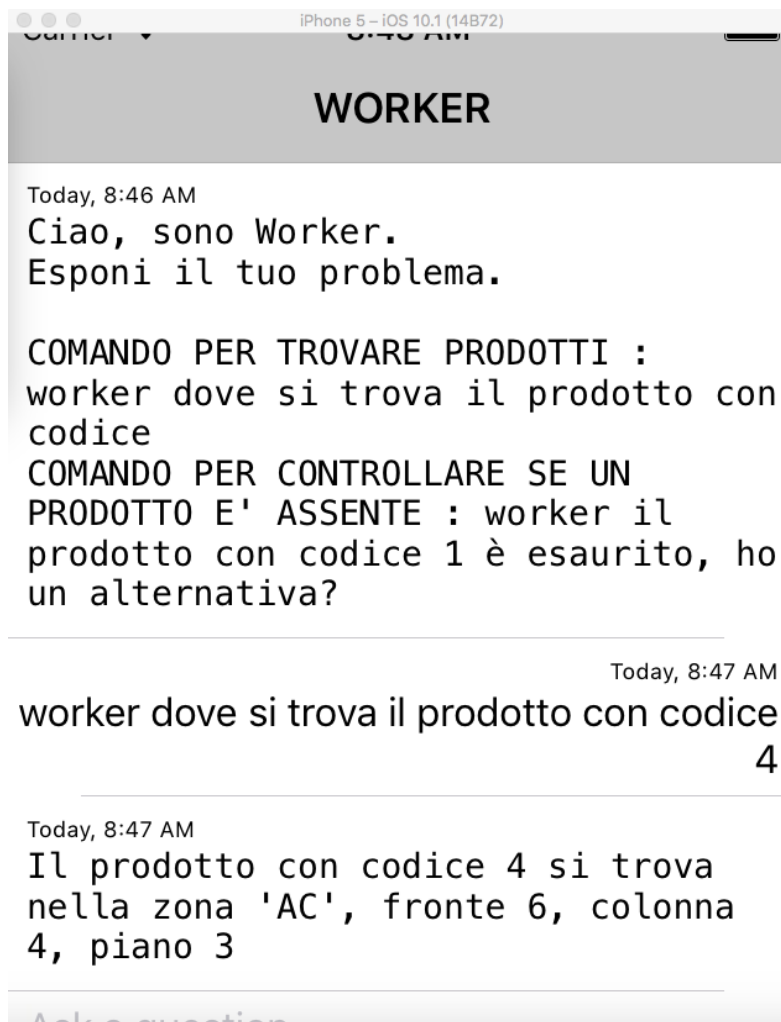 iPhone 5 – iOS 10.1 (14B72)
WORKER
Today, 8:46 AM
Ciao, sono Worker.
Esponi il tuo problema.
COMANDO PER TROVARE PRODOTTI :
worker dove si trova il prodotto con
codice
COMANDO PER CONTROLLARE SE UN
PRODOTTO E' ASSENTE : worker il
prodotto con codice 1 è esaurito, ho
un alternativa?
Today, 8:47 AM
worker dove si trova il prodotto con codice
4
Today, 8:47 AM
Il prodotto con codice 4 si trova
nella zona 'AC', fronte 6, colonna
4, piano 3
Ask a question